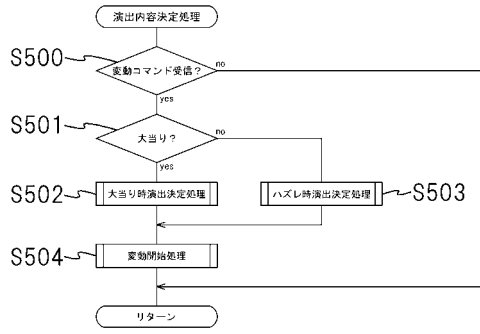 演出内容決定処理
S500
変動コマンド受信？
no
yes
S501
大当り？
no
yes
S502
大当り時演出決定処理
ハズレ時演出決定処理
S503
S504
変動開始処理
リターン